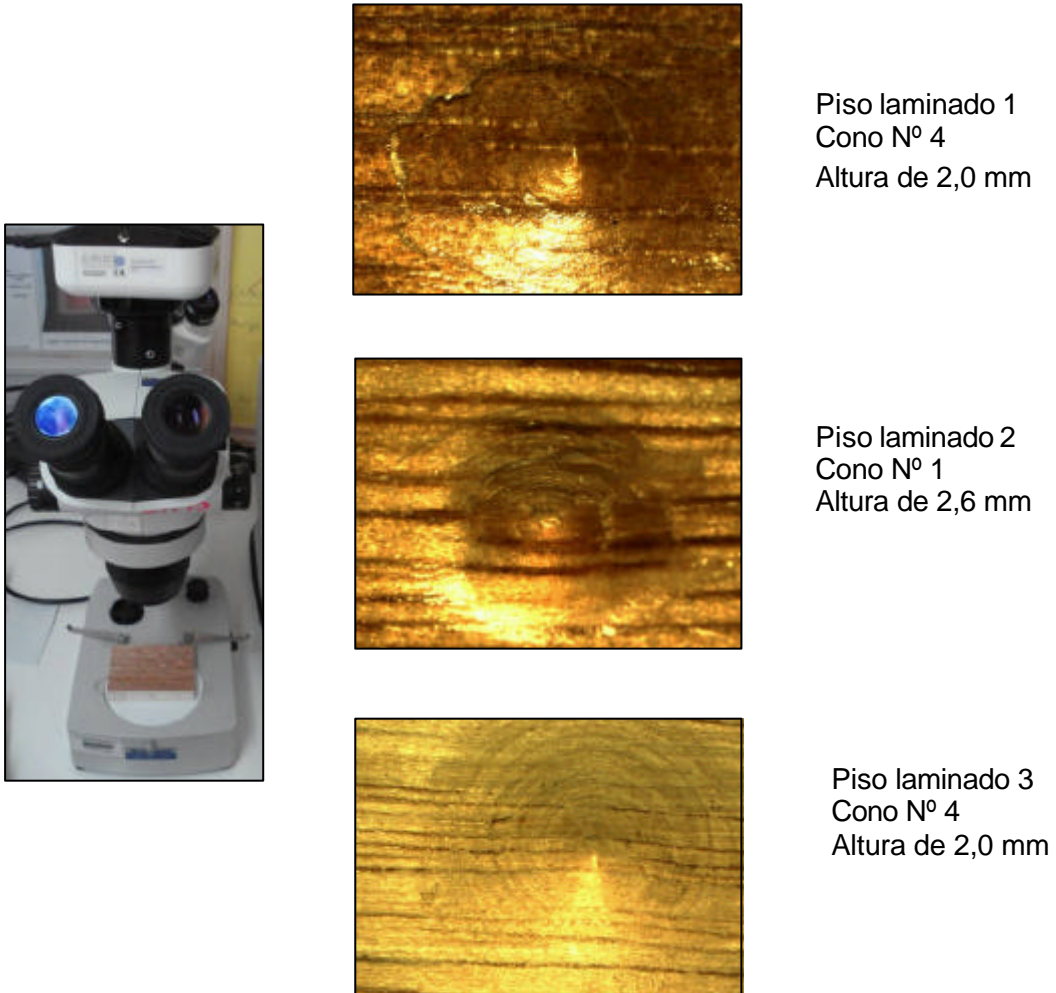 Piso laminado 1
Cono Nº 4
Altura de 2,0 mm
Piso laminado 2
Cono Nº 1
Altura de 2,6 mm
Piso laminado 3
Cono Nº 4
Altura de 2,0 mm